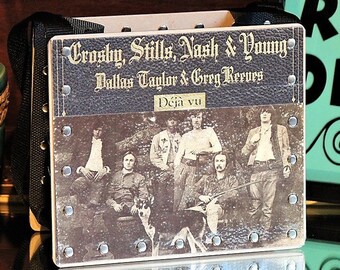 Crosby, Stills, Nash & Young
Dallas Taylor & Greg Reeves
Déjà vu